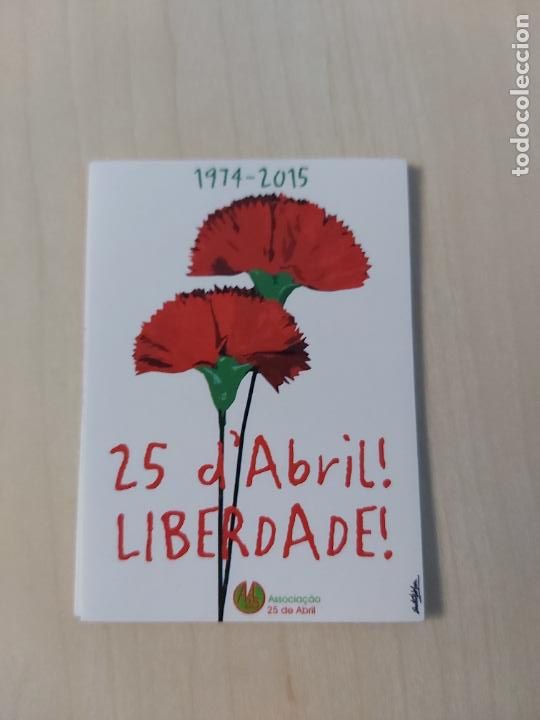 1974-2015
25 d'Abril!
LIBERDADE!
Associação
25 de Abril
todocoleccion